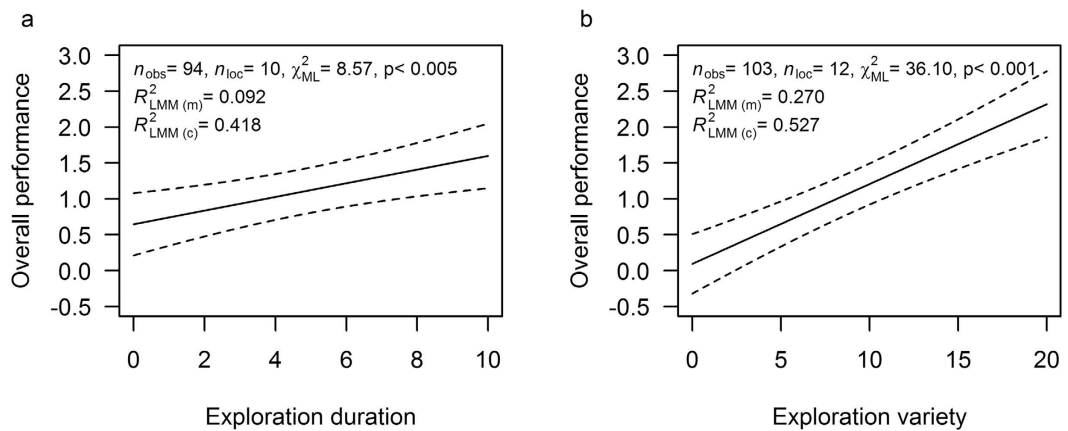 a
3.0
2.5
2.0
1.5
1.0
0.5
0.0
-0.5
Overall performance
n_obs= 94, n_loc= 10, χ²_ML= 8.57, p< 0.005
R²_LMM (m)= 0.092
R²_LMM (c)= 0.418
0 2 4 6 8 10
Exploration duration
b
3.0
2.5
2.0
1.5
1.0
0.5
0.0
-0.5
Overall performance
n_obs= 103, n_loc= 12, χ²_ML= 36.10, p< 0.001
R²_LMM (m)= 0.270
R²_LMM (c)= 0.527
0 5 10 15 20
Exploration variety